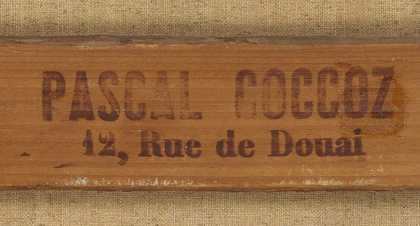 PASCAL COCCOZ
12, Rue de Douai